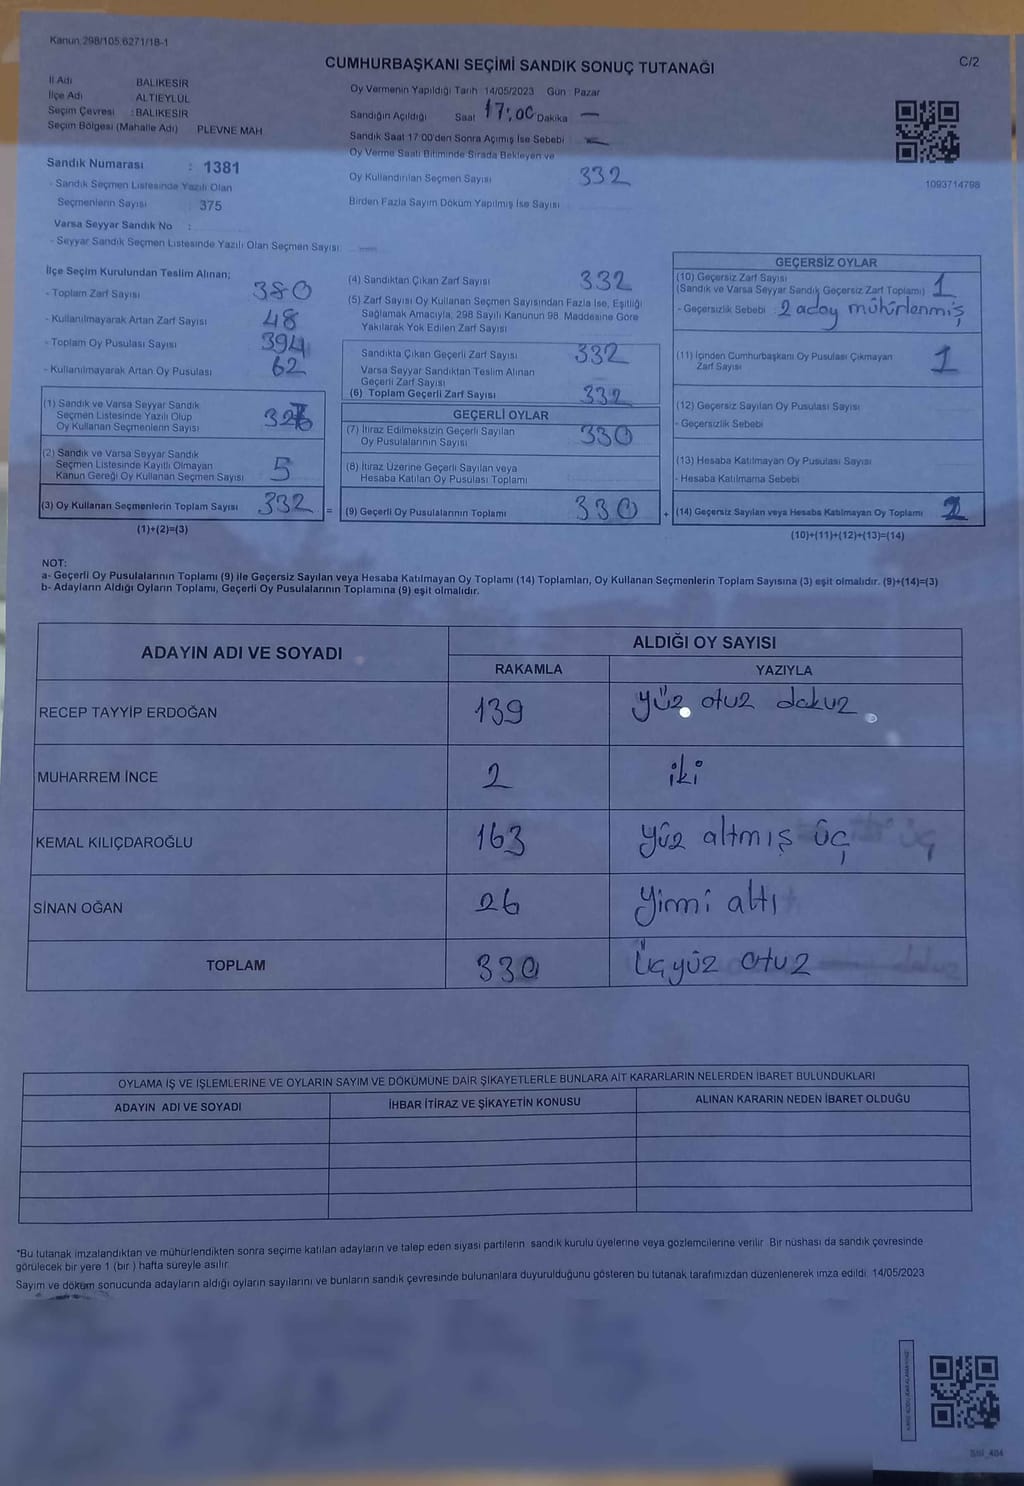 Kanun 298/105 6271/18-1
CUMHURBAŞKANI SEÇİMİ SANDIK SONUÇ TUTANAĞI
C/2
İl Adı BALIKESİR
İlçe Adı ALTIEYLÜL
Seçim Çevresi : BALIKESİR
Seçim Bölgesi (Mahalle Adı) PLEVNE MAH
Oy Vermenin Yapıldığı Tarih 14/05/2023 Gün : Pazar
Sandığın Açıldığı Saat 17:00 Dakika —
Sandık Saat 17:00'den Sonra Açımış İse Sebebi : —
Oy Verme Saati Bitiminde Sırada Bekleyen ve
Oy Kullandırılan Seçmen Sayısı 332
Birden Fazla Sayım Döküm Yapılmış İse Sayısı
1093714798
Sandık Numarası : 1381
- Sandık Seçmen Listesinde Yazılı Olan
Seçmenlerin Sayısı 375
Varsa Seyyar Sandık No :
- Seyyar Sandık Seçmen Listesinde Yazılı Olan Seçmen Sayısı: —
İlçe Seçim Kurulundan Teslim Alınan;
- Toplam Zarf Sayısı 380
- Kullanılmayarak Artan Zarf Sayısı 48
- Toplam Oy Pusulası Sayısı 394
- Kullanılmayarak Artan Oy Pusulası 62
(1) Sandık ve Varsa Seyyar Sandık
Seçmen Listesinde Yazılı Olup
Oy Kullanan Seçmenlerin Sayısı
(2) Sandık ve Varsa Seyyar Sandık
Seçmen Listesinde Kayıtlı Olmayan
Kanun Gereği Oy Kullanan Seçmen Sayısı 5
(3) Oy Kullanan Seçmenlerin Toplam Sayısı 332 =
(1)+(2)=(3)
(4) Sandıktan Çıkan Zarf Sayısı 332
(5) Zarf Sayısı Oy Kullanan Seçmen Sayısından Fazla İse, Eşitliği
Sağlamak Amacıyla, 298 Sayılı Kanunun 98. Maddesine Göre
Yakılarak Yok Edilen Zarf Sayısı
Sandıkta Çıkan Geçerli Zarf Sayısı 332
Varsa Seyyar Sandıktan Teslim Alınan
Geçerli Zarf Sayısı
(6) Toplam Geçerli Zarf Sayısı 332
GEÇERLİ OYLAR
(7) İtiraz Edilmeksizin Geçerli Sayılan
Oy Pusulalarının Sayısı 330
(8) İtiraz Üzerine Geçerli Sayılan veya
Hesaba Katılan Oy Pusulası Toplamı
(9) Geçerli Oy Pusulalarının Toplamı 330 +
GEÇERSİZ OYLAR
(10) Geçersiz Zarf Sayısı
(Sandık ve Varsa Seyyar Sandık Geçersiz Zarf Toplamı) 1
- Geçersizlik Sebebi : 2 aday mühürlenmiş
(11) İçinden Cumhurbaşkanı Oy Pusulası Çıkmayan
Zarf Sayısı 1
(12) Geçersiz Sayılan Oy Pusulası Sayısı
- Geçersizlik Sebebi
(13) Hesaba Katılmayan Oy Pusulası Sayısı
- Hesaba Katılmama Sebebi
(14) Geçersiz Sayılan veya Hesaba Katılmayan Oy Toplamı 2
(10)+(11)+(12)+(13)=(14)
NOT:
a- Geçerli Oy Pusulalarının Toplamı (9) ile Geçersiz Sayılan veya Hesaba Katılmayan Oy Toplamı (14) Toplamları, Oy Kullanan Seçmenlerin Toplam Sayısına (3) eşit olmalıdır. (9)+(14)=(3)
b- Adayların Aldığı Oyların Toplamı, Geçerli Oy Pusulalarının Toplamına (9) eşit olmalıdır.
ADAYIN ADI VE SOYADI ALDIĞI OY SAYISI
RAKAMLA YAZIYLA
RECEP TAYYİP ERDOĞAN 139 yüz otuz dokuz
MUHARREM İNCE 2 iki
KEMAL KILIÇDAROĞLU 163 yüz altmış üç
SİNAN OĞAN 26 yirmi altı
TOPLAM 330 Üçyüz otuz
OYLAMA İŞ VE İŞLEMLERİNE VE OYLARIN SAYIM VE DÖKÜMÜNE DAİR ŞİKAYETLERLE BUNLARA AİT KARARLARIN NELERDEN İBARET BULUNDUKLARI
ADAYIN ADI VE SOYADI İHBAR İTİRAZ VE ŞİKAYETİN KONUSU ALINAN KARARIN NEDEN İBARET OLDUĞU
*Bu tutanak imzalandıktan ve mühürlendikten sonra seçime katılan adayların ve talep eden siyasi partilerin sandık kurulu üyelerine veya gözlemcilerine verilir. Bir nüshası da sandık çevresinde
görülecek bir yere 1 (bir ) hafta süreyle asılır.
Sayım ve döküm sonucunda adayların aldığı oyların sayılarını ve bunların sandık çevresinde bulunanlara duyurulduğunu gösteren bu tutanak tarafımızdan düzenlenerek imza edildi. 14/05/2023